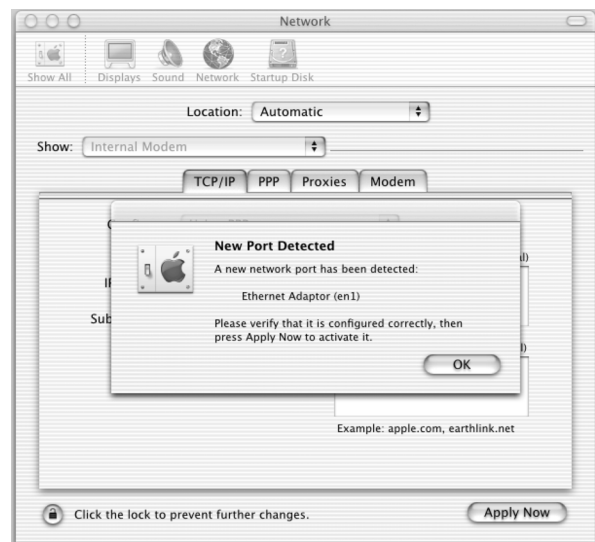 Network
Show All Displays Sound Network Startup Disk
Location: Automatic
Show: Internal Modem
TCP/IP PPP Proxies Modem
New Port Detected
A new network port has been detected:
Ethernet Adaptor (en1)
Please verify that it is configured correctly, then
press Apply Now to activate it.
OK
Sub
Example: apple.com, earthlink.net
Click the lock to prevent further changes.
Apply Now